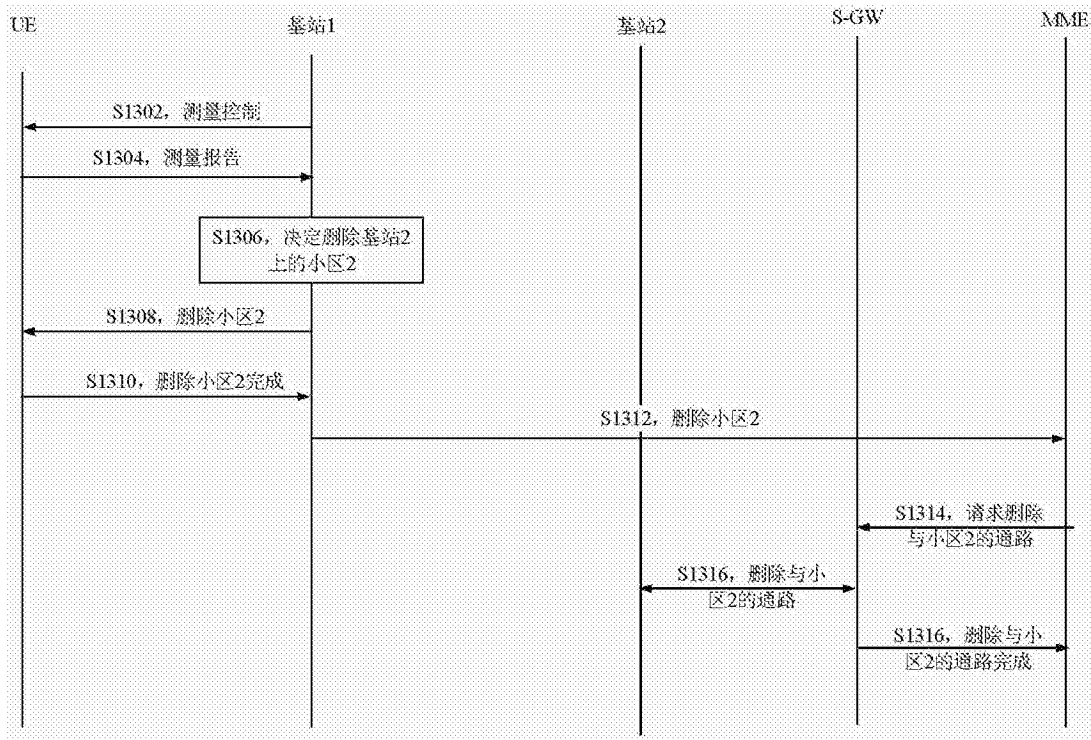 UE
基站1
基站2
S-GW
MME
S1302，测量控制
S1304，测量报告
S1306，决定删除基站2
上的小区2
S1308，删除小区2
S1310，删除小区2完成
S1312，删除小区2
S1314，请求删除
与小区2的通路
S1316，删除与小
区2的通路
S1316，删除与小
区2的通路完成